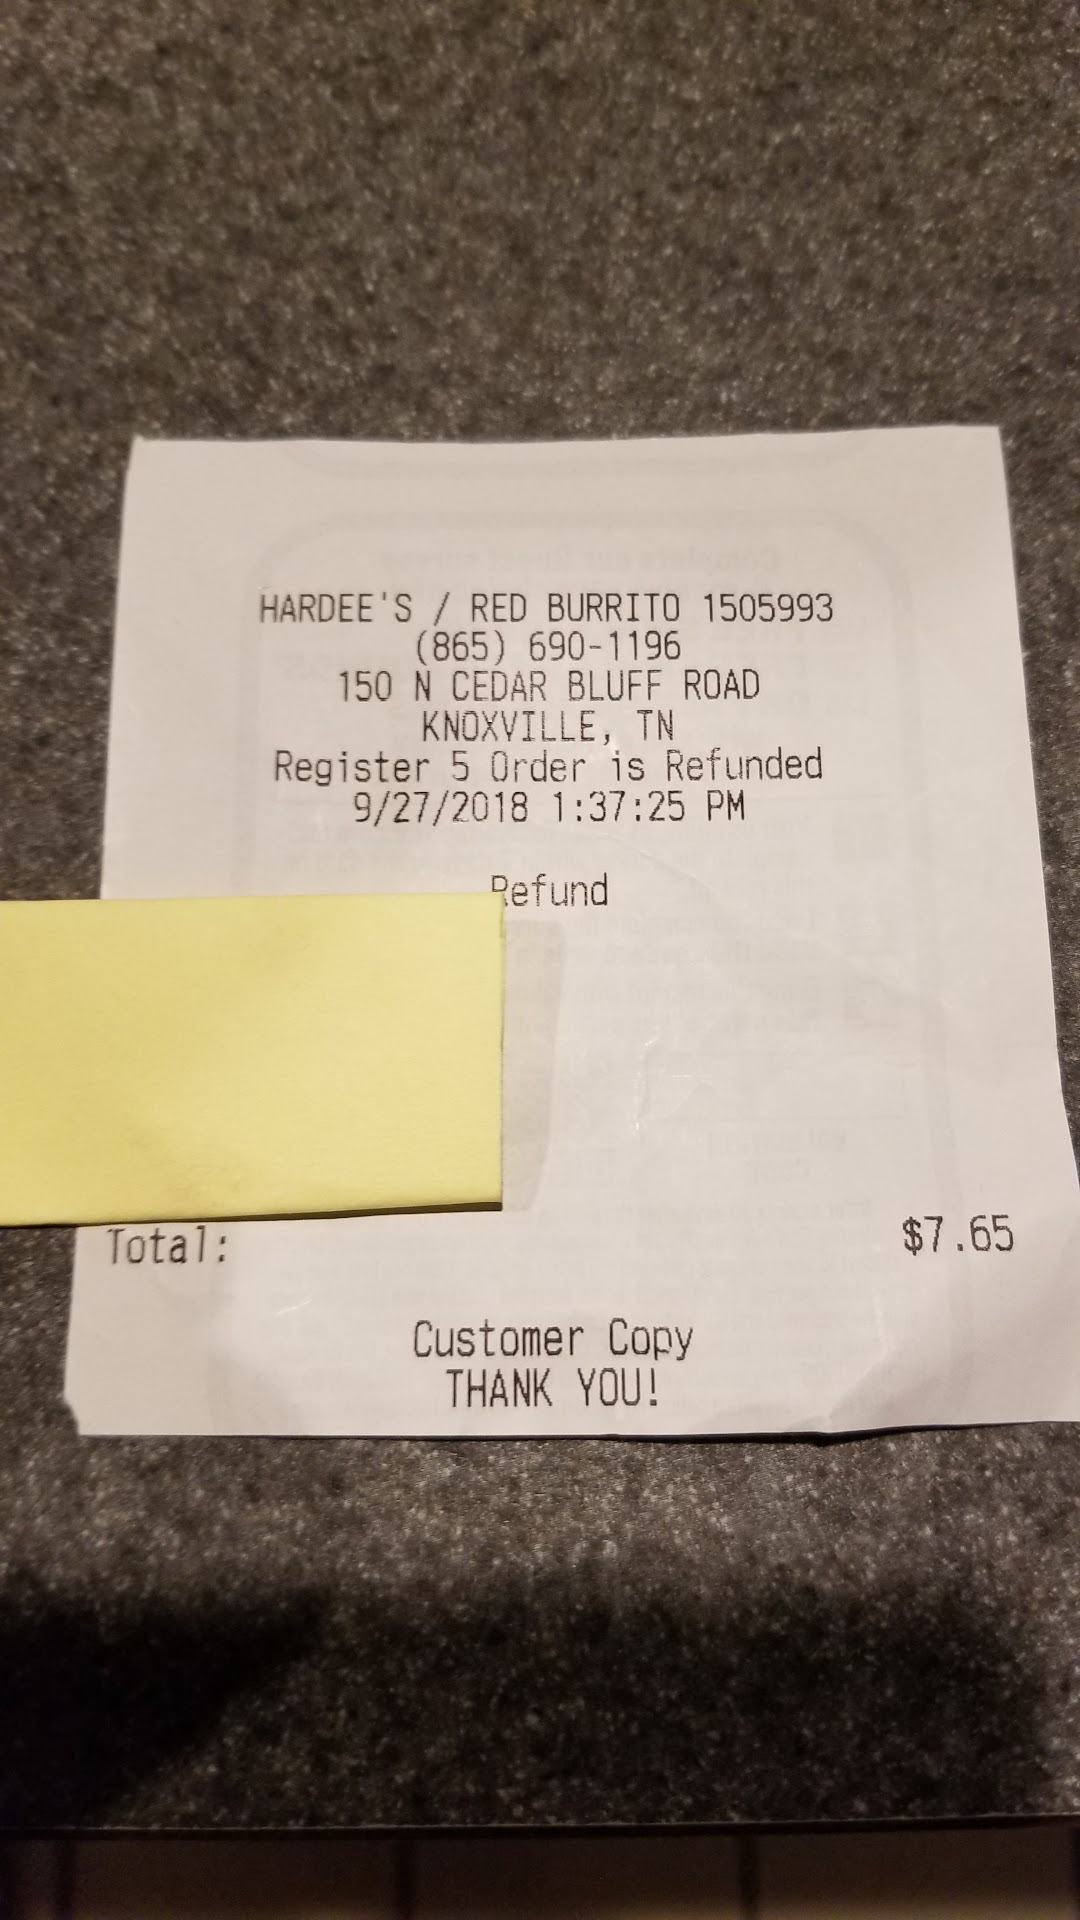 HARDEE'S / RED BURRITO 1505993
(865) 690-1196
150 N CEDAR BLUFF ROAD
KNOXVILLE, TN
Register 5 Order is Refunded
9/27/2018 1:37:25 PM
Refund
Total: $7.65
Customer Copy
THANK YOU!